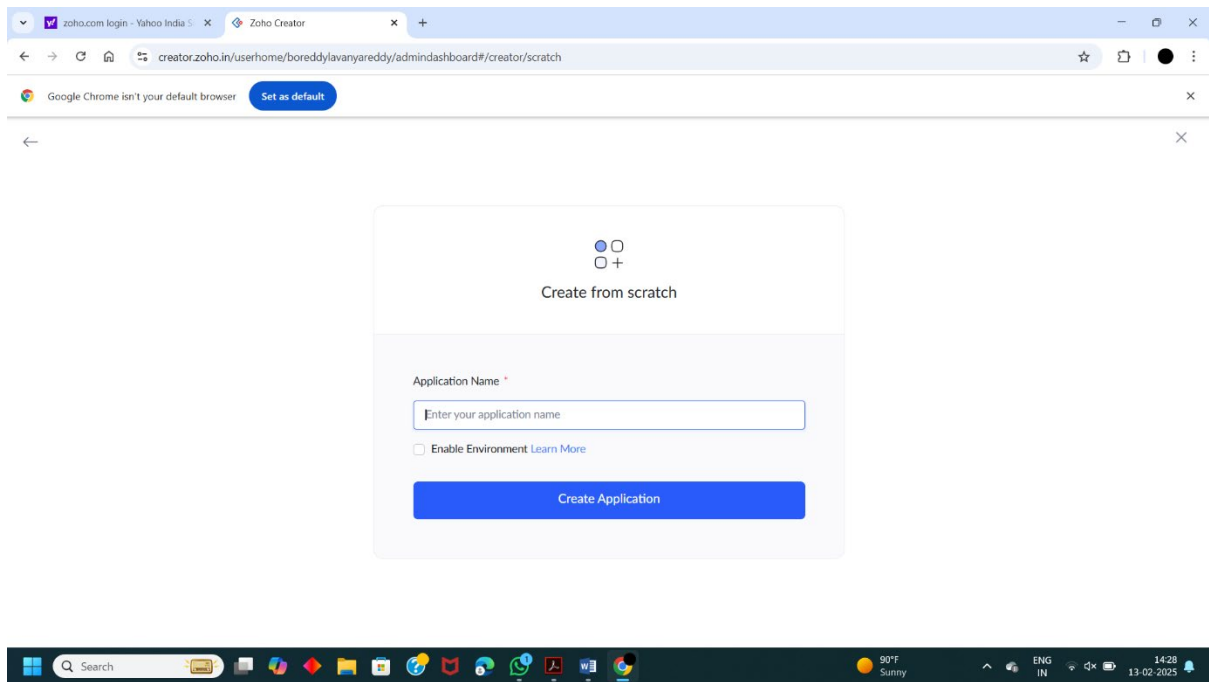 zoho.com login - Yahoo India S
Zoho Creator
creator.zoho.in/userhome/boreddylavanyareddy/admindashboard#/creator/scratch
Google Chrome isn't your default browser
Set as default
Create from scratch
Application Name *
Enter your application name
Enable Environment Learn More
Create Application
Search
90°F
Sunny
ENG
IN
14:28
13-02-2025